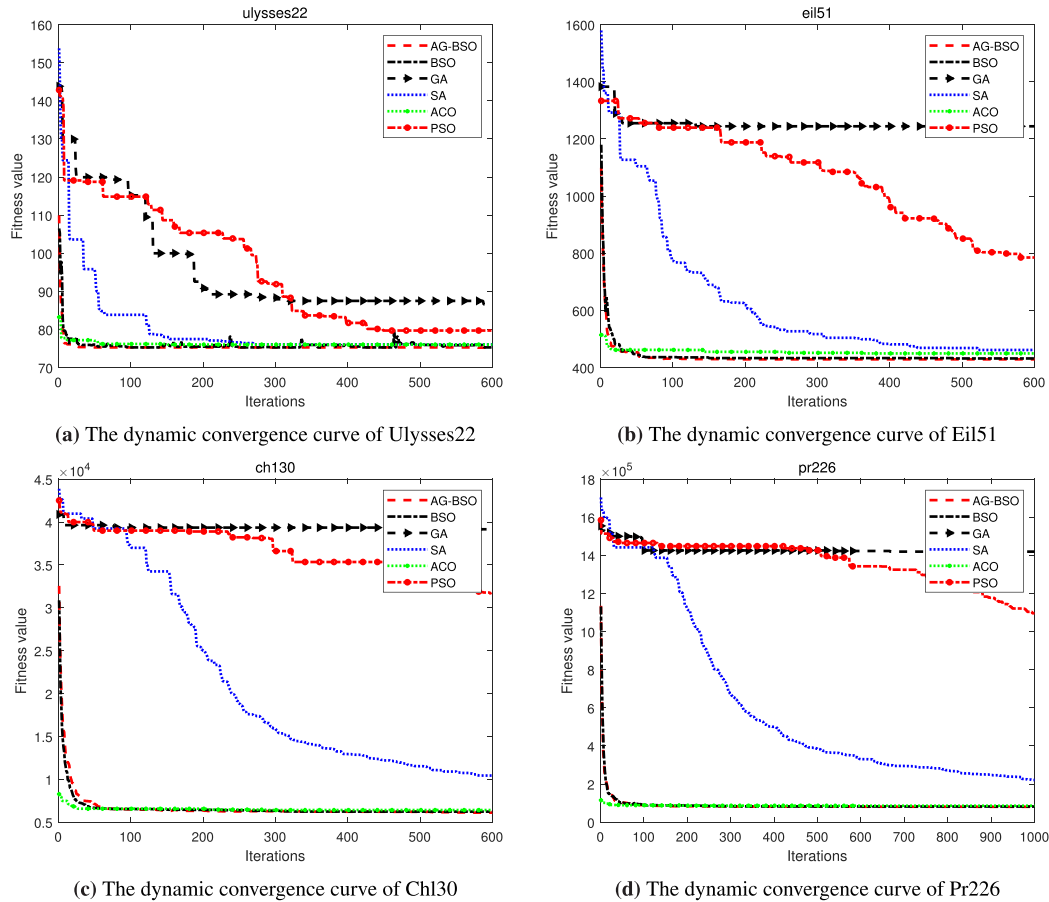 ulysses22
160
150
140
130
120
110
100
90
80
70
Fitness value
0 100 200 300 400 500 600
Iterations
AG-BSO
BSO
GA
SA
ACO
PSO
(a) The dynamic convergence curve of Ulysses22
eil51
1600
1400
1200
1000
800
600
400
Fitness value
0 100 200 300 400 500 600
Iterations
AG-BSO
BSO
GA
SA
ACO
PSO
(b) The dynamic convergence curve of Eil51
ch130
×10⁴
4.5
4
3.5
3
2.5
2
1.5
1
0.5
Fitness value
0 100 200 300 400 500 600
Iterations
AG-BSO
BSO
GA
SA
ACO
PSO
(c) The dynamic convergence curve of Chl30
pr226
×10⁵
18
16
14
12
10
8
6
4
2
0
Fitness value
0 100 200 300 400 500 600 700 800 900 1000
Iterations
AG-BSO
BSO
GA
SA
ACO
PSO
(d) The dynamic convergence curve of Pr226